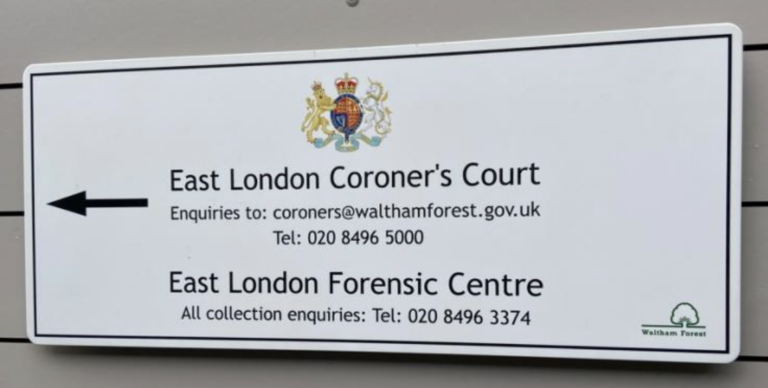 East London Coroner's Court
Enquiries to: coroners@walthamforest.gov.uk
Tel: 020 8496 5000
East London Forensic Centre
All collection enquiries: Tel: 020 8496 3374
Waltham Forest